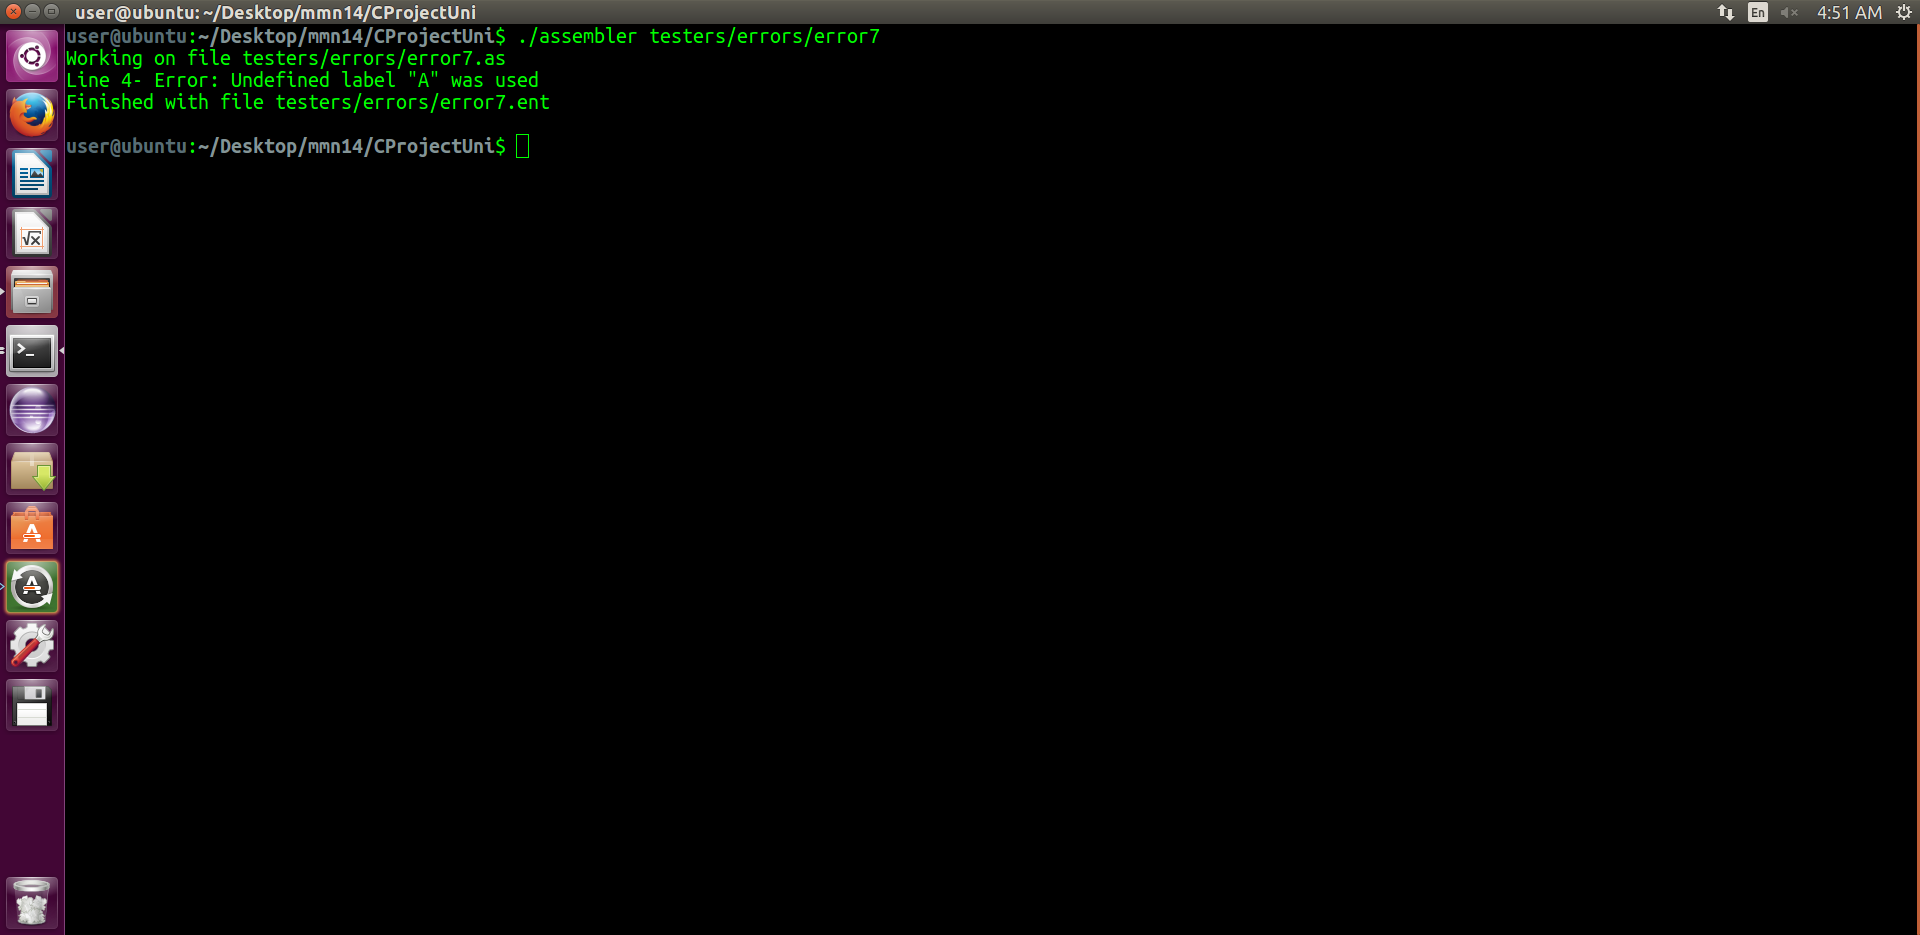 user@ubuntu: ~/Desktop/mmn14/CProjectUni
En
4:51 AM
user@ubuntu:~/Desktop/mmn14/CProjectUni$ ./assembler testers/errors/error7
Working on file testers/errors/error7.as
Line 4- Error: Undefined label "A" was used
Finished with file testers/errors/error7.ent
user@ubuntu:~/Desktop/mmn14/CProjectUni$